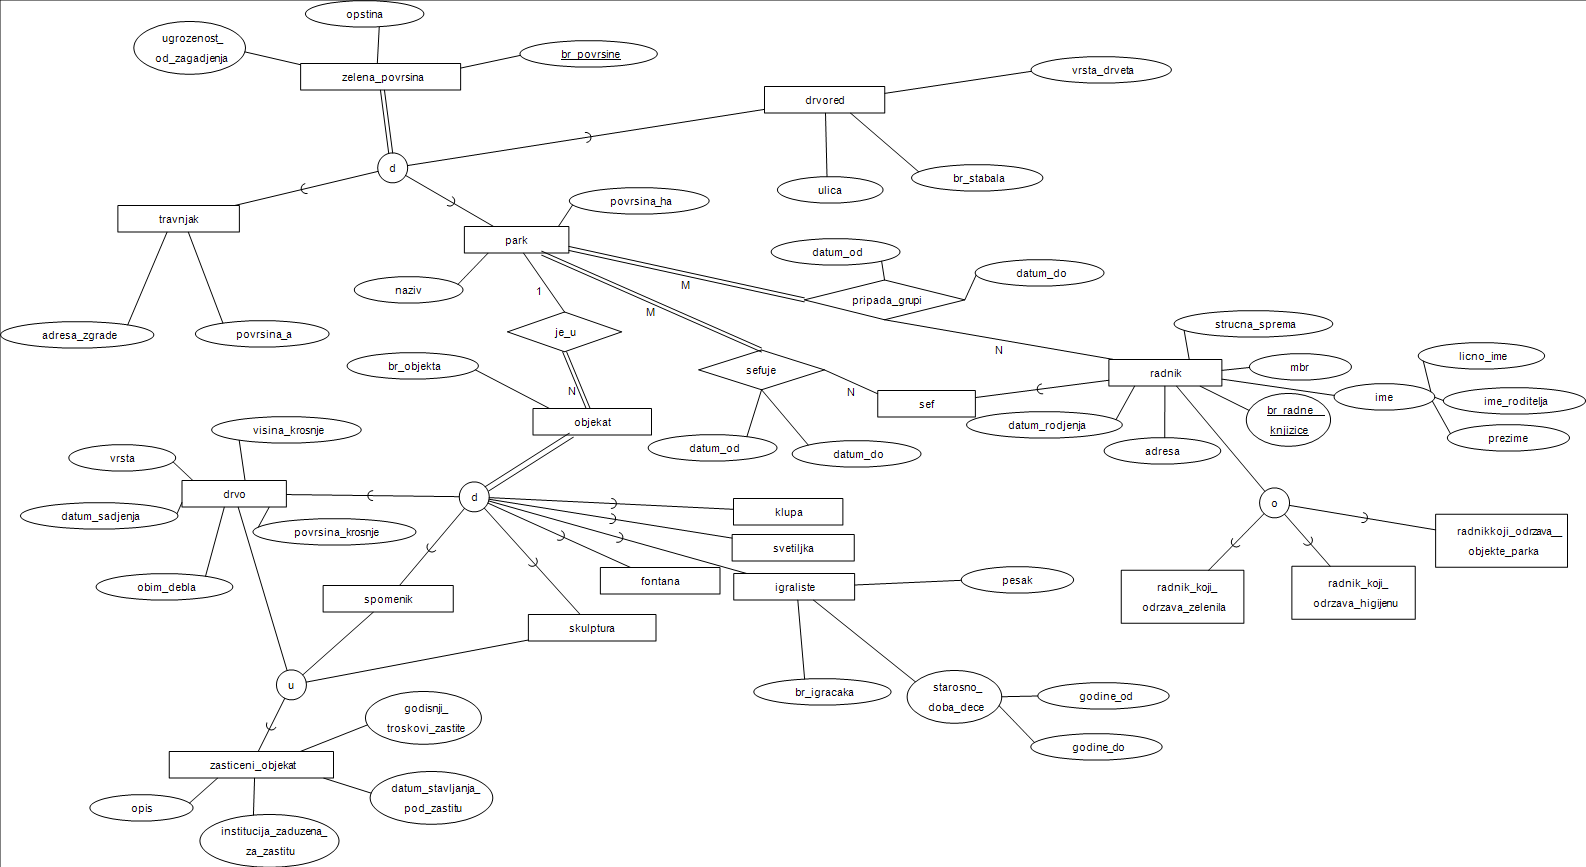 opstina
ugrozenost_
od_zagadjenja
br_povrsine
zelena_povrsina
vrsta_drveta
drvored
d
ulica
br_stabala
travnjak
povrsina_ha
park
naziv
datum_od
datum_do
M
pripada_grupi
1
M
je_u
adresa_zgrade
povrsina_a
strucna_sprema
N
licno_ime
br_objekta
sefuje
radnik
mbr
N
N
sef
ime
ime_roditelja
br_radne
knjizice
objekat
datum_rodjenja
visina_krosnje
prezime
datum_od
datum_do
adresa
vrsta
drvo
d
o
klupa
datum_sadjenja
povrsina_krosnje
radnikkoji_odrzava__
objekte_parka
svetiljka
obim_debla
fontana
igraliste
pesak
radnik_koji_
odrzava_zelenila
radnik_koji_
odrzava_higijenu
spomenik
skulptura
u
br_igracaka
starosno_
doba_dece
godine_od
godine_do
godisnji_
troskovi_zastite
zasticeni_objekat
datum_stavljanja_
pod_zastitu
opis
institucija_zaduzena_
za_zastitu